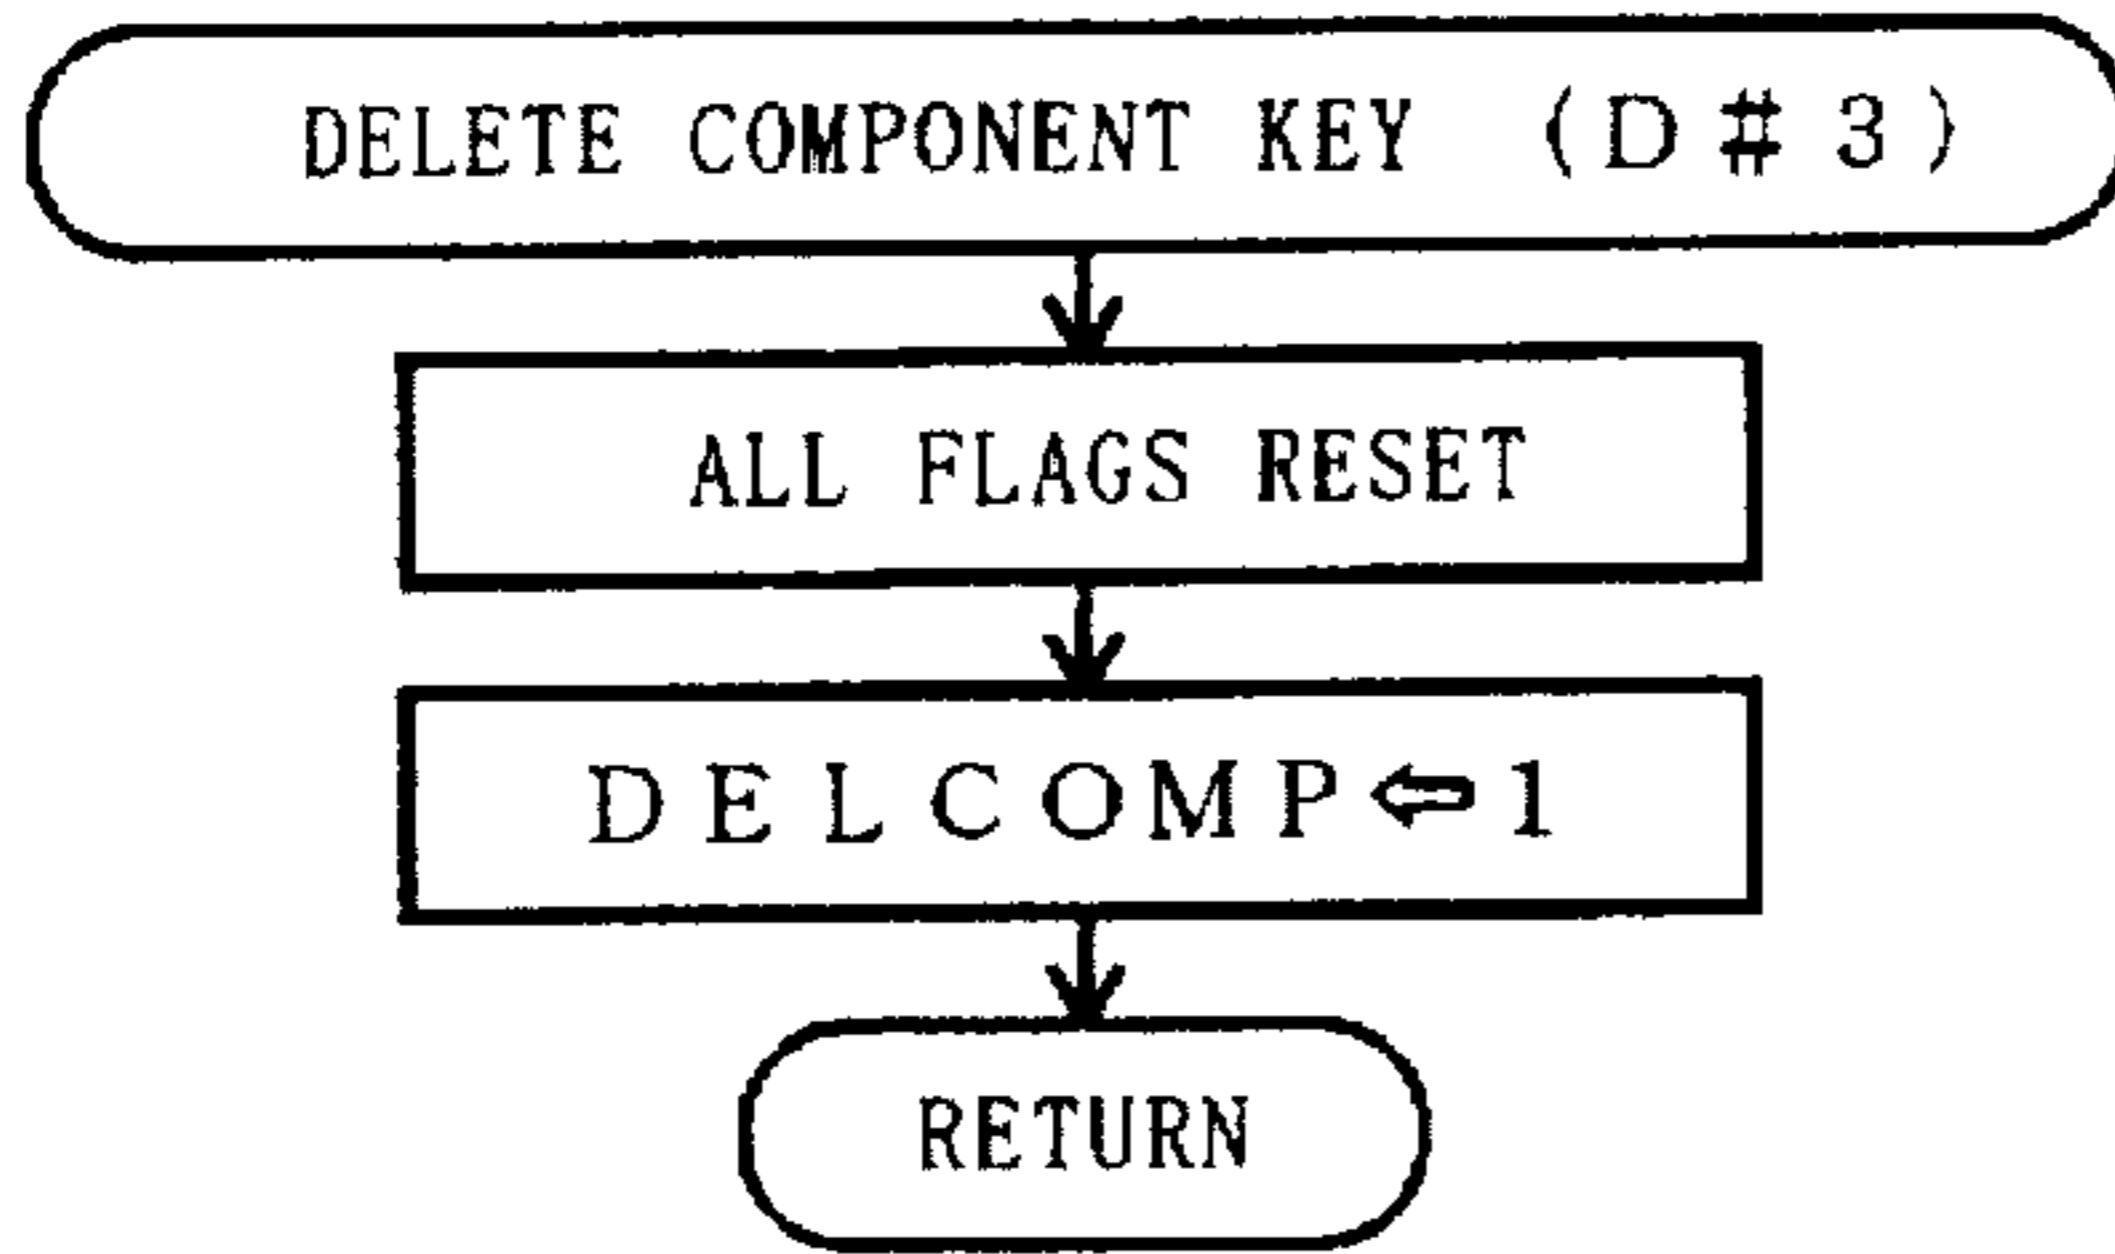 DELETE COMPONENT KEY (D#3)
ALL FLAGS RESET
DELCOMP⇦1
RETURN